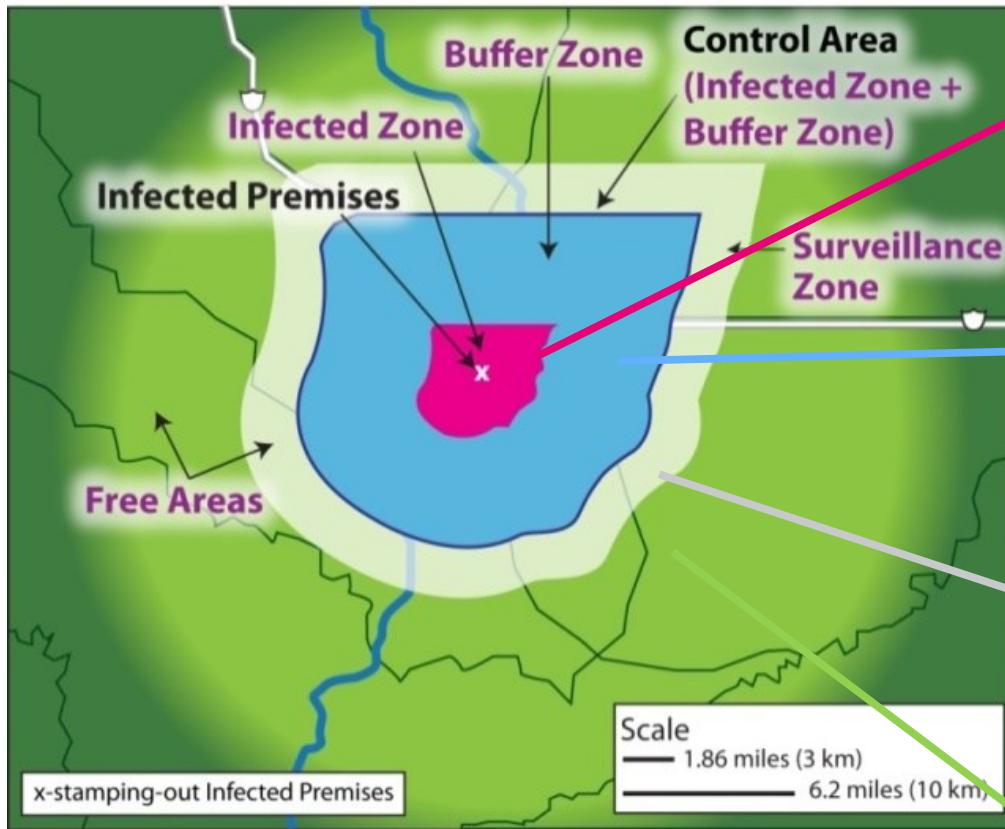 Buffer Zone
Control Area
(Infected Zone +
Buffer Zone)
Infected Zone
Infected Premises
Surveillance
Zone
x
Free Areas
Scale
1.86 miles (3 km)
6.2 miles (10 km)
x-stamping-out Infected Premises